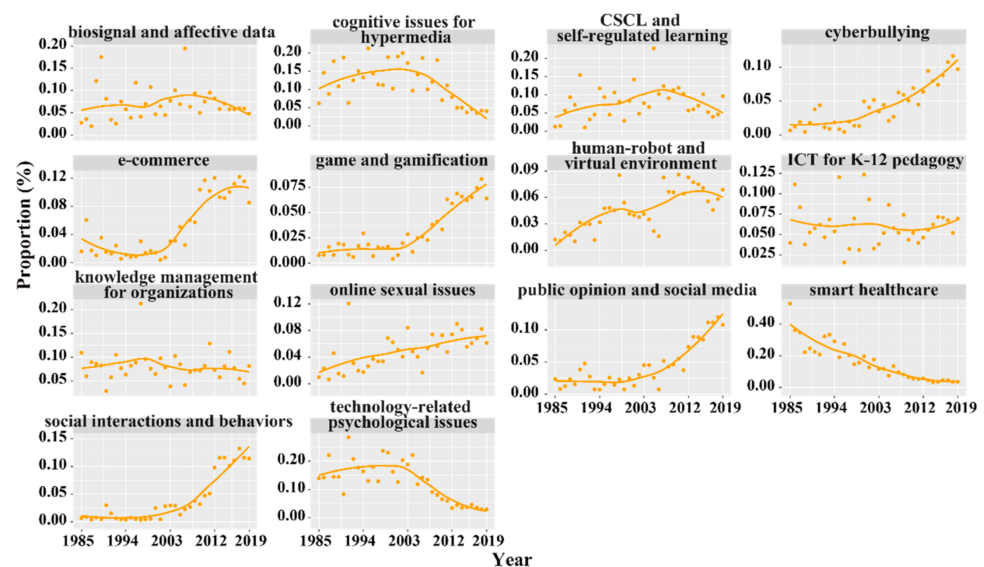 biosignal and affective data
0.20
0.15
0.10
0.05
0.00
cognitive issues for
hypermedia
0.20
0.15
0.10
0.05
0.00
CSCL and
self-regulated learning
0.20
0.15
0.10
0.05
0.00
cyberbullying
0.10
0.05
0.00
e-commerce
0.12
0.08
0.04
0.00
game and gamification
0.075
0.050
0.025
0.000
human-robot and
virtual environment
0.09
0.06
0.03
0.00
ICT for K-12 pedagogy
0.125
0.100
0.075
0.050
0.025
knowledge management
for organizations
0.20
0.15
0.10
0.05
online sexual issues
0.12
0.08
0.04
0.00
public opinion and social media
0.10
0.05
0.00
1985 1994 2003 2012 2019
smart healthcare
0.40
0.20
0.00
1985 1994 2003 2012 2019
social interactions and behaviors
0.15
0.10
0.05
0.00
1985 1994 2003 2012 2019
technology-related
psychological issues
0.20
0.10
0.00
1985 1994 2003 2012 2019
Proportion (%)
Year